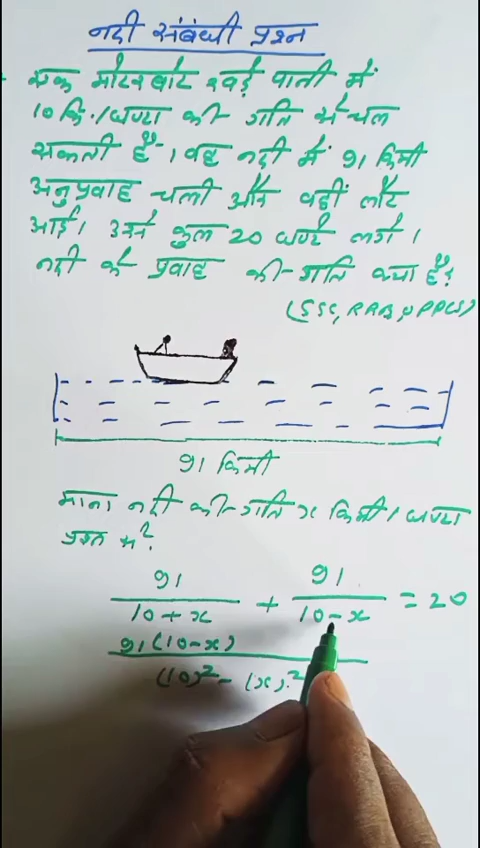 नदी संबंधी प्रश्न
एक मोटरबोट खड़े पानी में
10 कि./घण्टा की गति से चल
सकती है। वह नदी में 91 किमी
अनुप्रवाह चली और वहीं लौट
आई। उसे कुल 20 घण्टे लगे।
नदी के प्रवाह की गति क्या है?
(SSC, RRB, UPPCS)
91 किमी
माना नदी की गति x किमी/घण्टा
प्रश्न से
91/(10+x) + 91/(10-x) = 20
91(10-x)
(10)² - (x)²